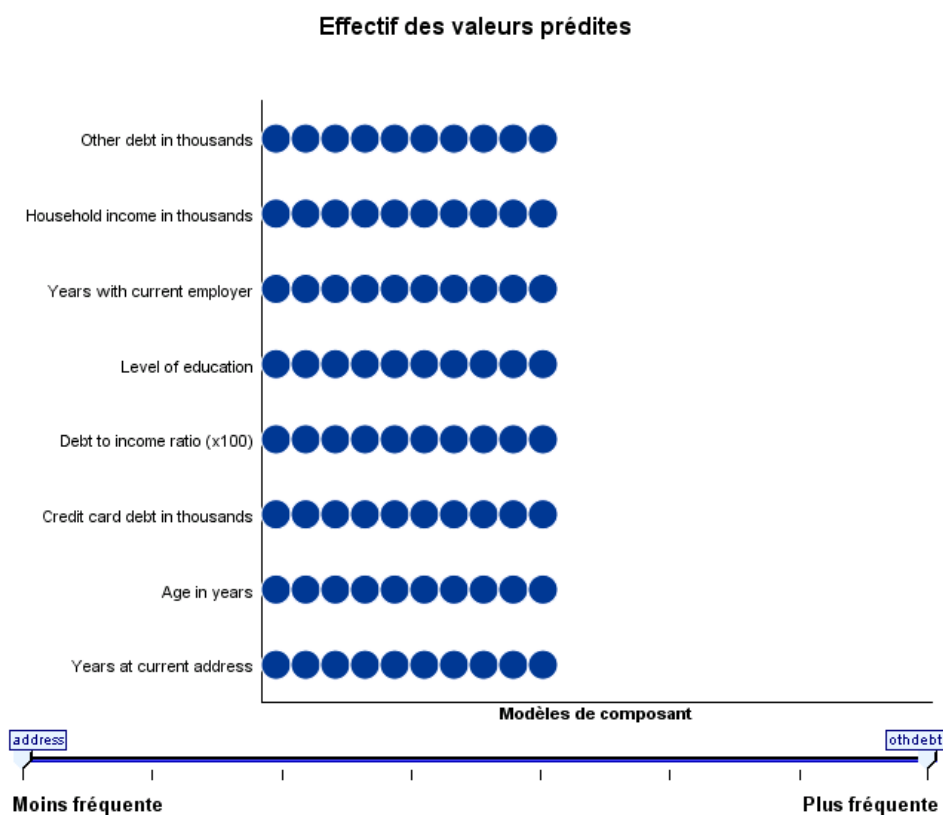 Effectif des valeurs prédites
Other debt in thousands
Household income in thousands
Years with current employer
Level of education
Debt to income ratio (x100)
Credit card debt in thousands
Age in years
Years at current address
Modèles de composant
address
othdebt
Moins fréquente
Plus fréquente